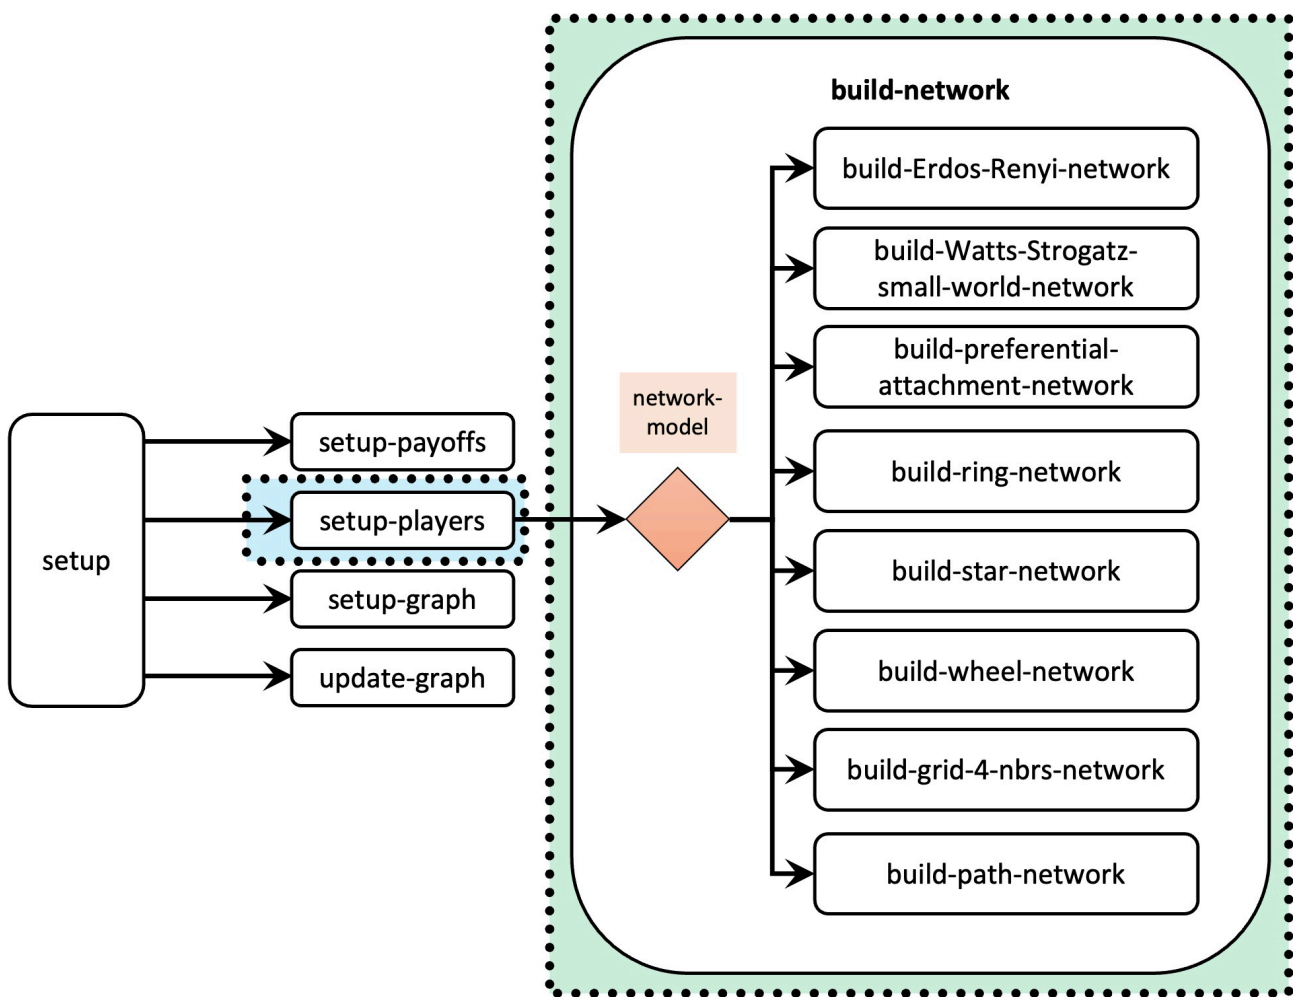 build-network
build-Erdos-Renyi-network
build-Watts-Strogatz-
small-world-network
build-preferential-
attachment-network
network-
model
setup-payoffs
build-ring-network
setup-players
setup
build-star-network
setup-graph
build-wheel-network
update-graph
build-grid-4-nbrs-network
build-path-network